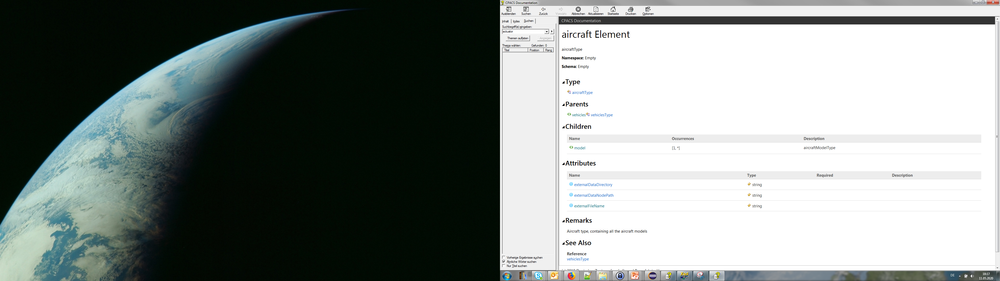 CPACS Documentation
Ausblenden Suchen Zurück Vorwärts Abbrechen Aktualisieren Startseite Drucken Optionen
Inhalt Index Suchen
Suchbegriff(e) eingeben:
actuator
Themen auflisten Anzeigen
Thema wählen: Gefunden: 0
Titel Position Rang
Vorherige Ergebnisse suchen
Ähnliche Wörter suchen
Nur Titel suchen
CPACS Documentation
aircraft Element
aircraftType
Namespace: Empty
Schema: Empty
Type
aircraftType
Parents
vehicles vehiclesType
Children
Name Occurrences Description
model [1, *] aircraftModelType
Attributes
Name Type Required Description
@ externalDataDirectory string
@ externalDataNodePath string
@ externalFileName string
Remarks
Aircraft type, containing all the aircraft models
See Also
Reference
vehiclesType
Xsd
DE 18:17
11.05.2020